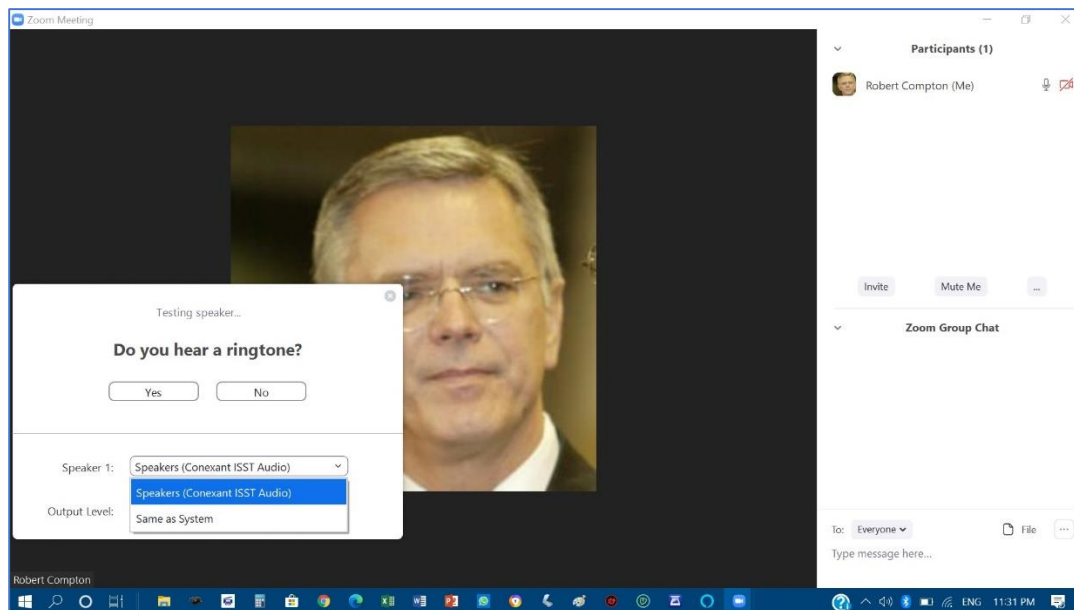 Zoom Meeting
Participants (1)
Robert Compton (Me)
Invite
Mute Me
...
Testing speaker...
Do you hear a ringtone?
Yes
No
Speaker 1:
Speakers (Conexant ISST Audio)
Speakers (Conexant ISST Audio)
Same as System
Output Level:
Zoom Group Chat
To: Everyone
File
...
Type message here...
Robert Compton
ENG 11:31 PM